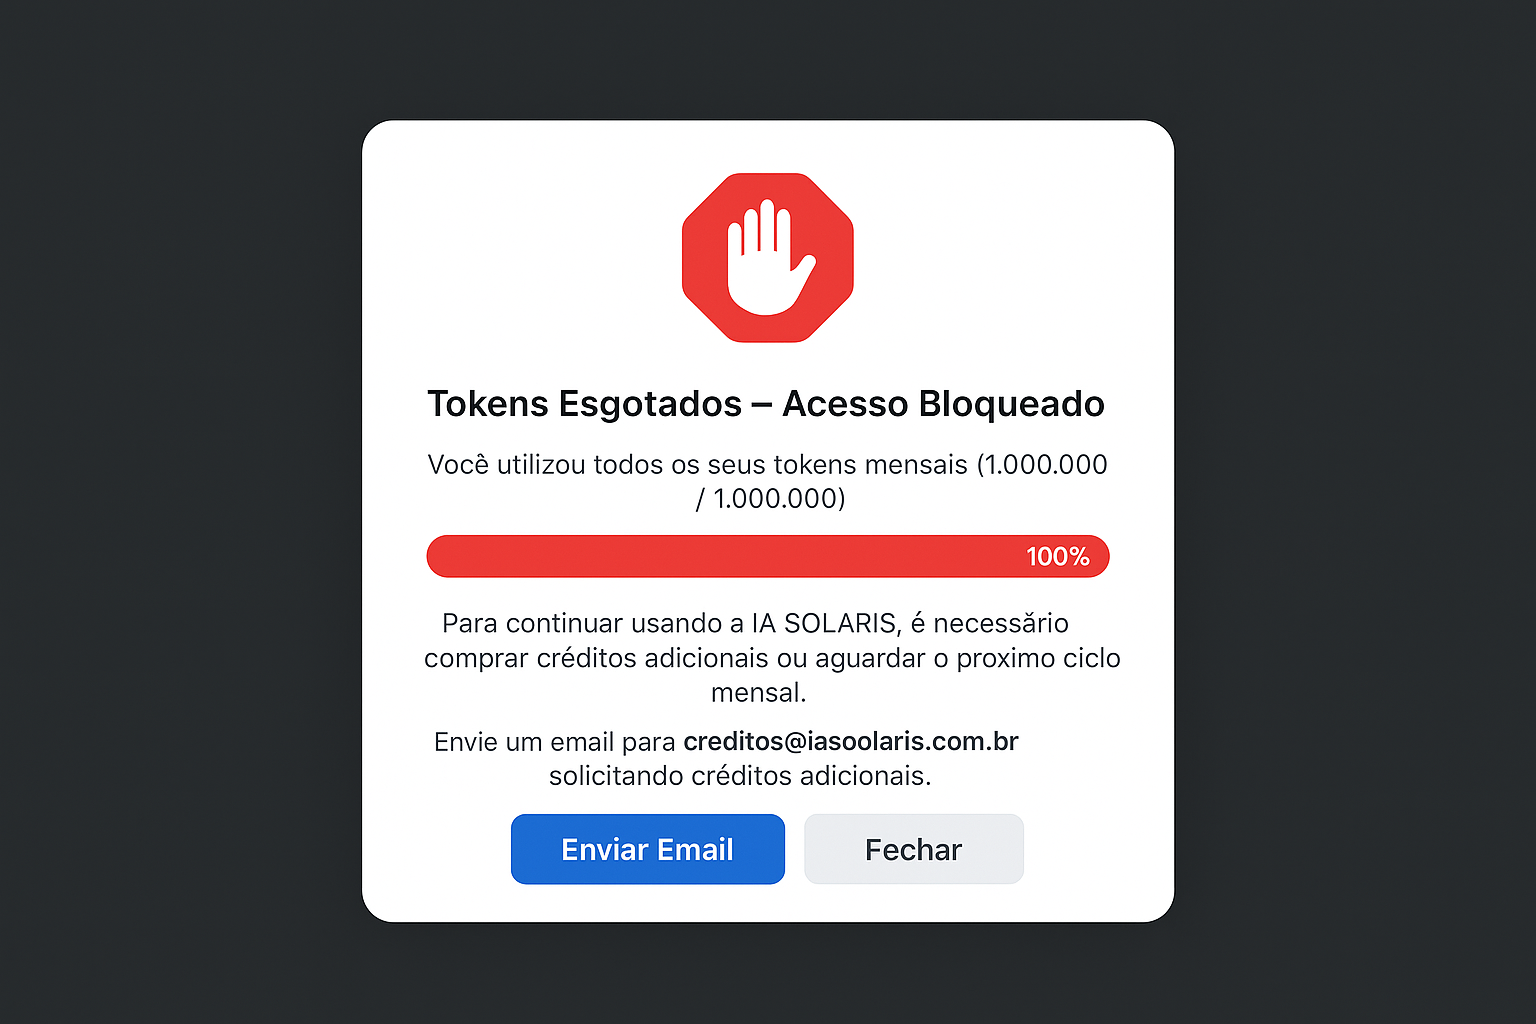 Tokens Esgotados – Acesso Bloqueado
Você utilizou todos os seus tokens mensais (1.000.000
/ 1.000.000)
100%
Para continuar usando a IA SOLARIS, é necessǎrio
comprar créditos adicionais ou aguardar o proximo ciclo
mensal.
Envie um email para creditos@iasoolaris.com.br
solicitando créditos adicionais.
Enviar Email
Fechar